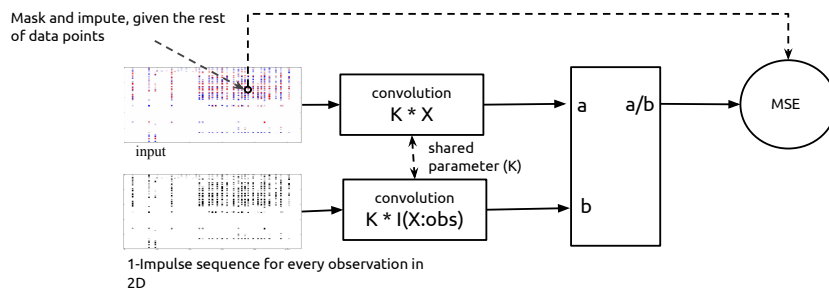 Mask and impute, given the rest
of data points
convolution
K * X
a
a/b
MSE
input
shared
parameter (K)
convolution
K * I(X:obs)
b
1-Impulse sequence for every observation in
2D